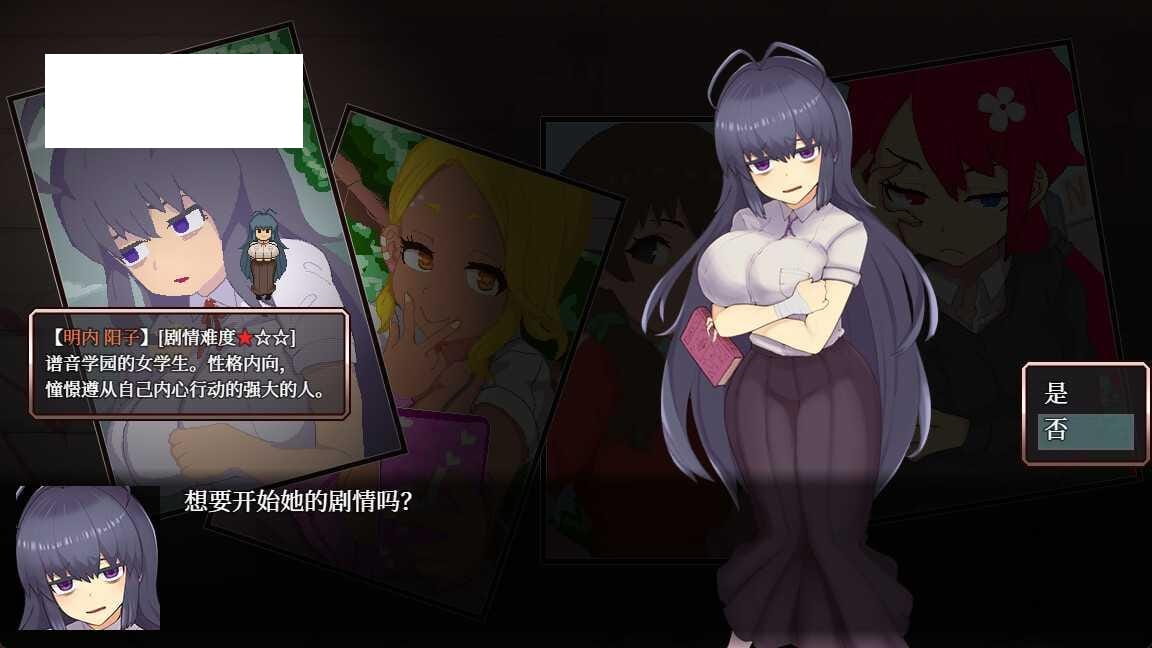 【明内 阳子】[剧情难度★☆☆]
谱音学园的女学生。性格内向，
憧憬遵从自己内心行动的强大的人。
是
否
想要开始她的剧情吗？